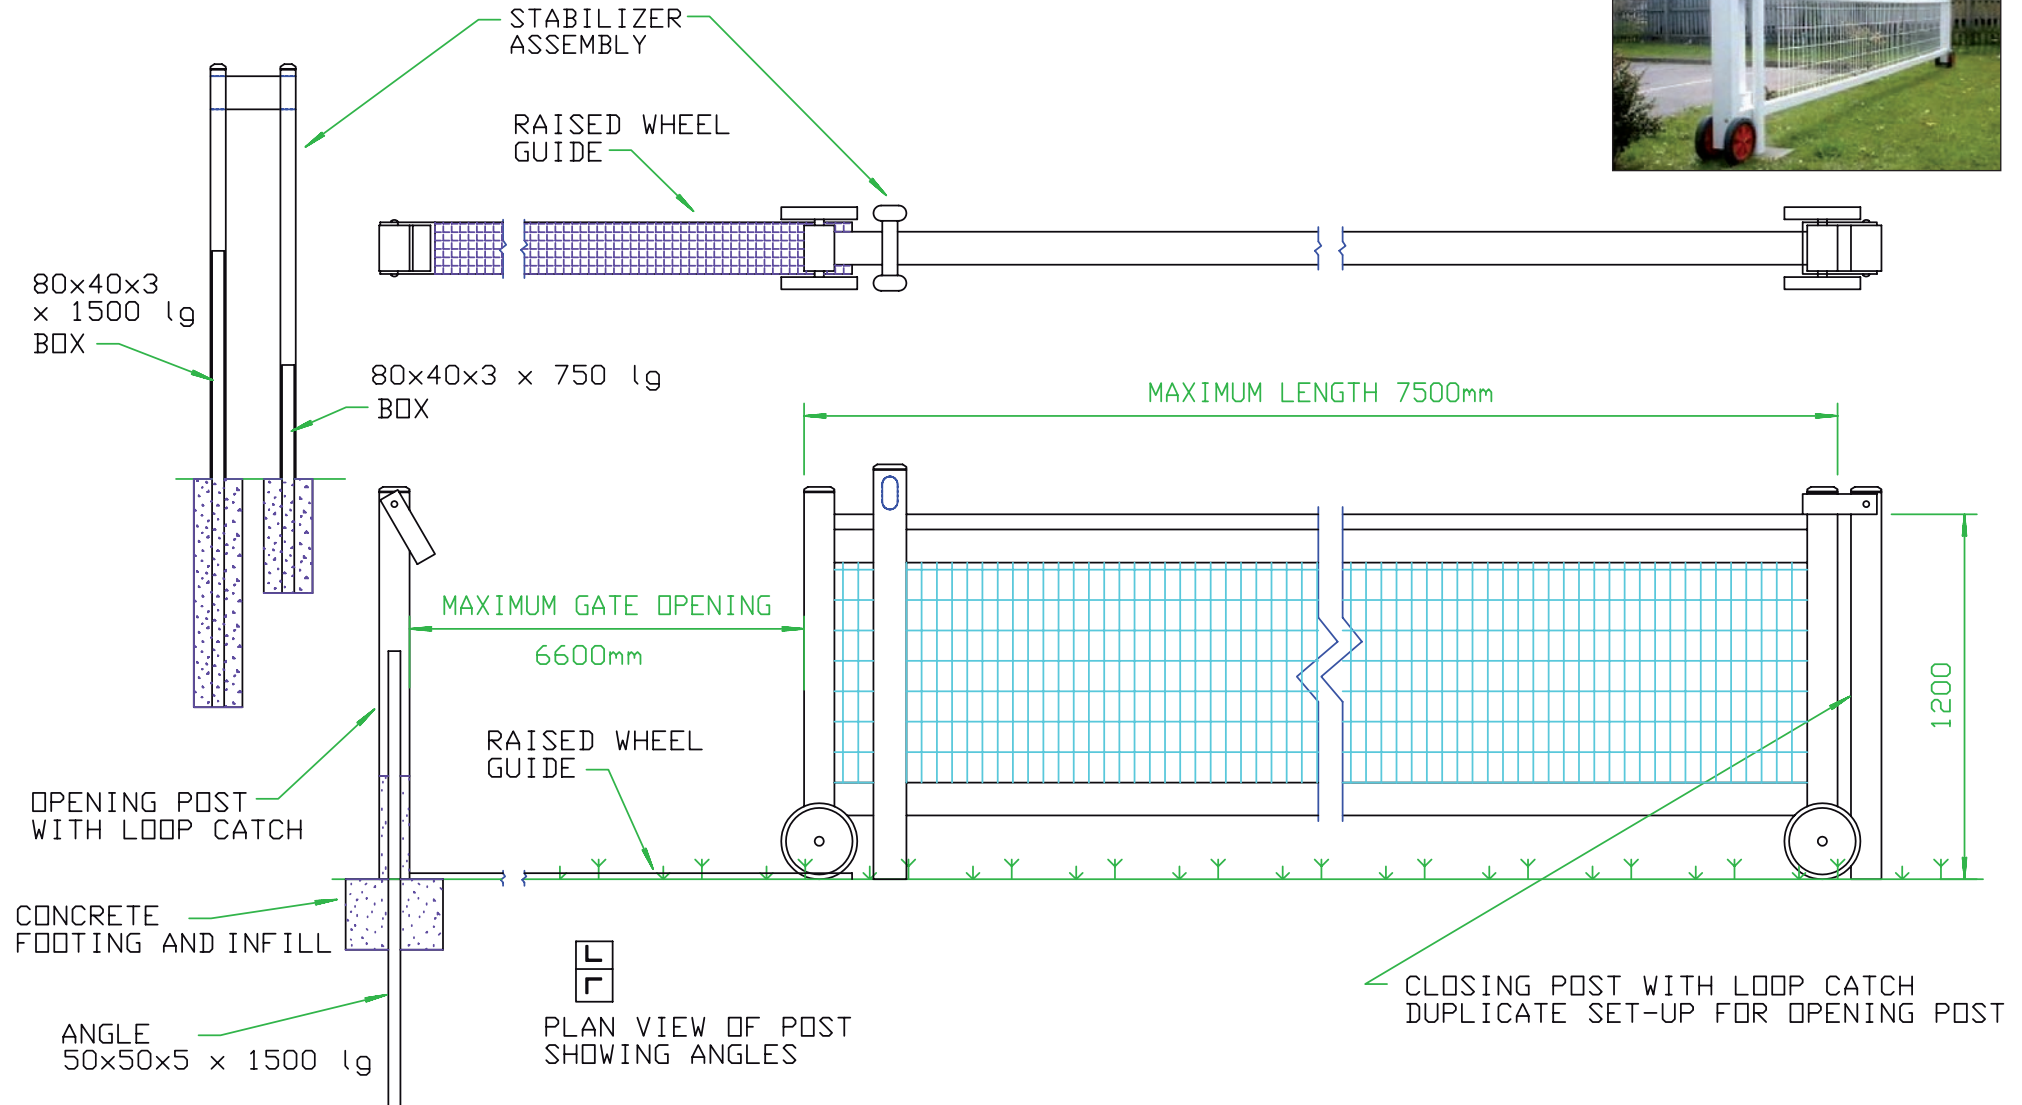 STABILIZER
ASSEMBLY
RAISED WHEEL
GUIDE
80x40x3
x 1500 lg
BOX
80x40x3 x 750 lg
BOX
MAXIMUM LENGTH 7500mm
MAXIMUM GATE OPENING
6600mm
1200
RAISED WHEEL
GUIDE
OPENING POST
WITH LOOP CATCH
CONCRETE
FOOTING AND INFILL
ANGLE
50x50x5 x 1500 lg
PLAN VIEW OF POST
SHOWING ANGLES
CLOSING POST WITH LOOP CATCH
DUPLICATE SET-UP FOR OPENING POST